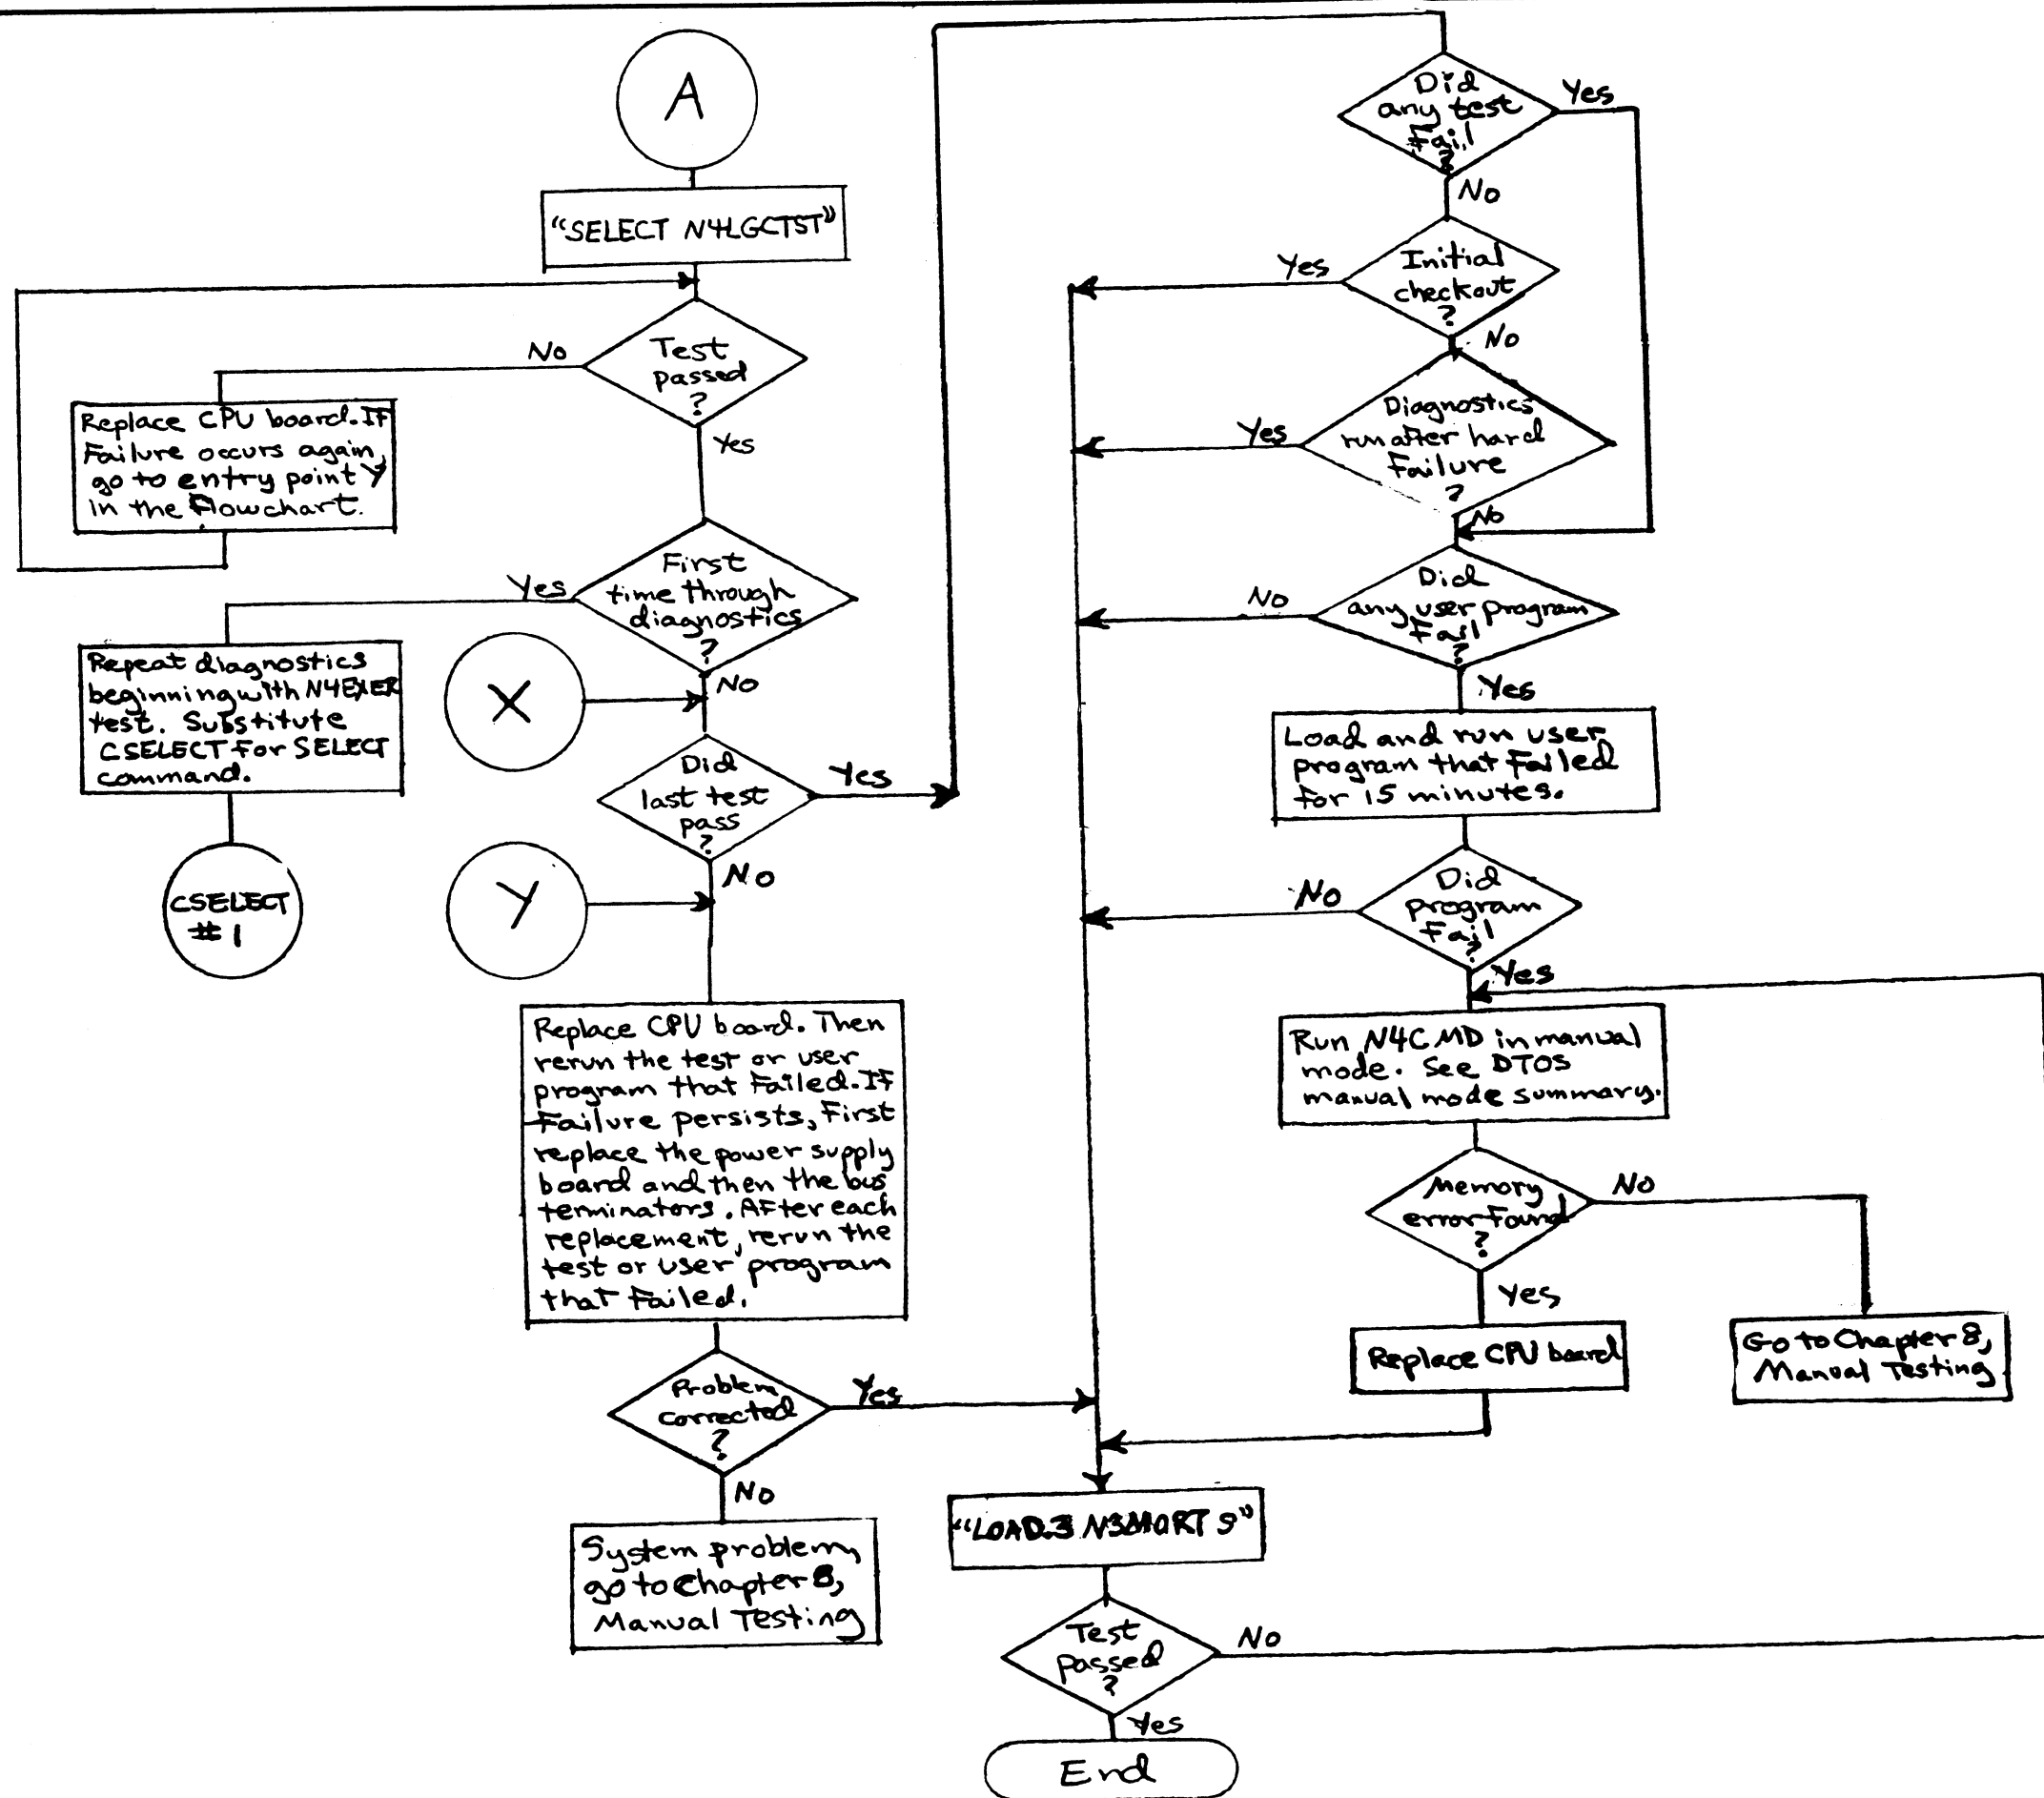 A
“SELECT N4LGCTST”
Test
passed
?
No
Yes
Replace CPU board. IF
Failure occurs again,
go to entry point Y
in the Flowchart.
First
time through
diagnostics
?
Yes
No
Repeat diagnostics
beginning with N4EXER
test. Substitute
CSELECT for SELECT
command.
CSELECT
#1
X
Did
last test
pass
?
Yes
No
Y
Replace CPU board. Then
rerun the test or user
program that Failed. IF
Failure persists, First
replace the power supply
board and then the bus
terminators. AFter each
replacement, rerun the
test or user program
that Failed.
Problem
corrected
?
Yes
No
System problem,
go to Chapter 8,
Manual Testing
Did
any test
Fail
?
Yes
No
Initial
checkout
?
Yes
No
Diagnostics
run after hard
Failure
?
Yes
No
Did
any user program
Fail
?
No
Yes
Load and run user
program that Failed
for 15 minutes.
Did
program
Fail
?
No
Yes
Run N4CMD in manual
mode. See DTOS
manual mode summary.
Memory
error Found
?
No
Yes
Replace CPU board
Go to Chapter 8,
Manual Testing
“LOAD.3 N3MORT 9”
Test
passed
?
No
Yes
End